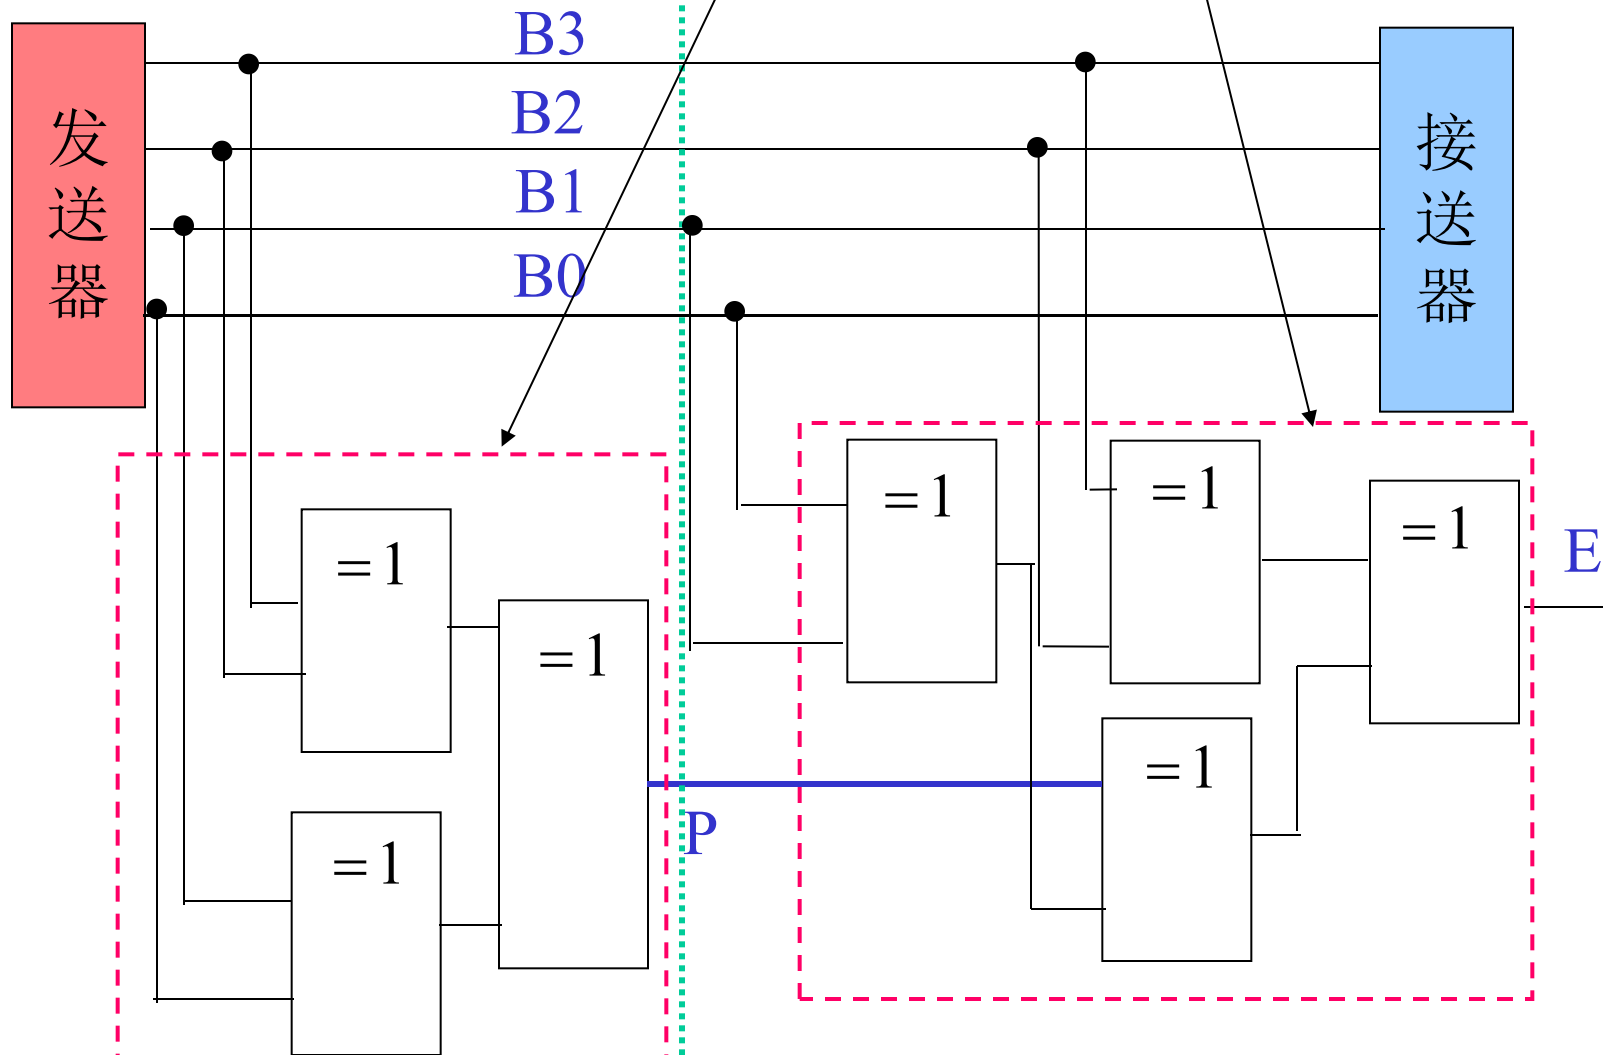 B3
B2
B1
B0
发
送
器
接
送
器
=1
=1
=1
=1
=1
=1
=1
E
P